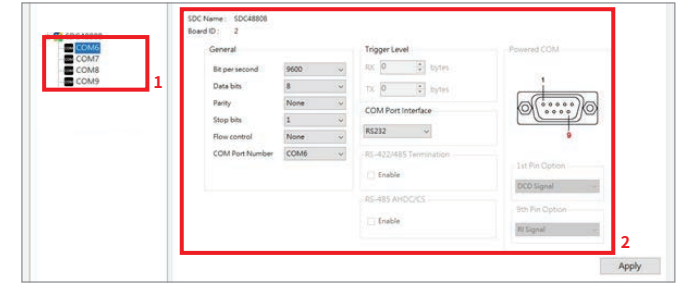 SDC48808
COM6
COM7
COM8
COM9
1
SDC Name: SDC48808
Board ID: 2
General
Bit per second 9600
Data bits 8
Parity None
Stop bits 1
Flow control None
COM Port Number COM6
Trigger Level
RX 0 bytes
TX 0 bytes
COM Port Interface
RS232
RS-422/485 Termination
Enable
RS-485 AHDC/CS
Enable
Powered COM
1
9
1st Pin Option
DCD Signal
9th Pin Option
RI Signal
2
Apply